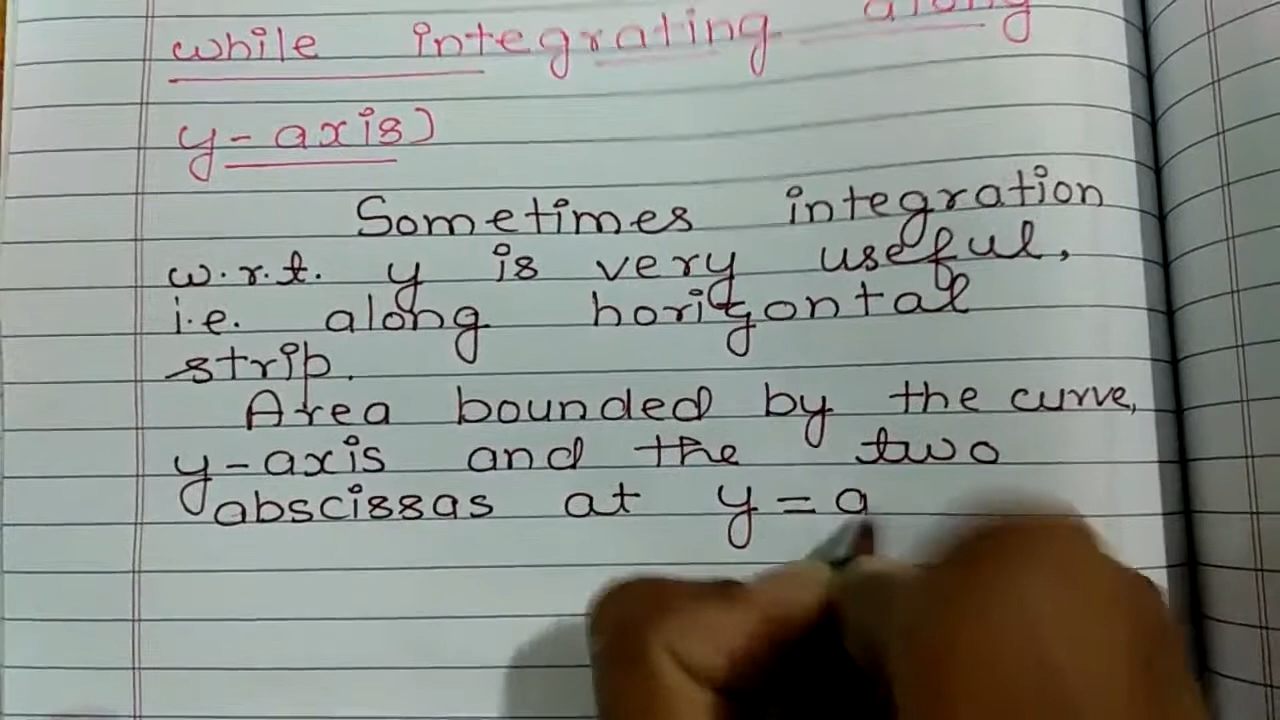 while integrating along
y-axis)
Sometimes integration
w.r.t. y is very useful,
i.e. along horizontal
strip.
Area bounded by the curve,
y-axis and the two
abscissas at y = a